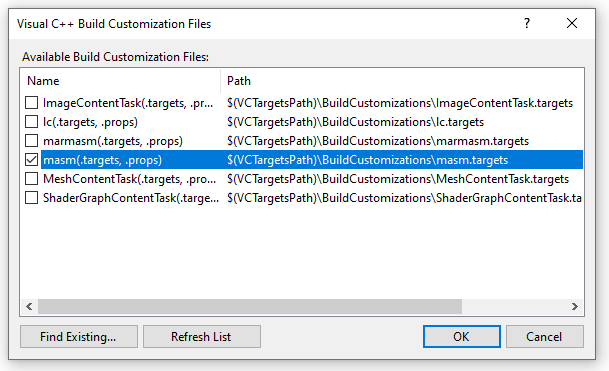 Visual C++ Build Customization Files
Available Build Customization Files:
Name Path
ImageContentTask(.targets, .pr... $(VCTargetsPath)\BuildCustomizations\ImageContentTask.targets
lc(.targets, .props) $(VCTargetsPath)\BuildCustomizations\lc.targets
marmasm(.targets, .props) $(VCTargetsPath)\BuildCustomizations\marmasm.targets
masm(.targets, .props) $(VCTargetsPath)\BuildCustomizations\masm.targets
MeshContentTask(.targets, .pro... $(VCTargetsPath)\BuildCustomizations\MeshContentTask.targets
ShaderGraphContentTask(.targe... $(VCTargetsPath)\BuildCustomizations\ShaderGraphContentTask.ta
Find Existing... Refresh List OK Cancel